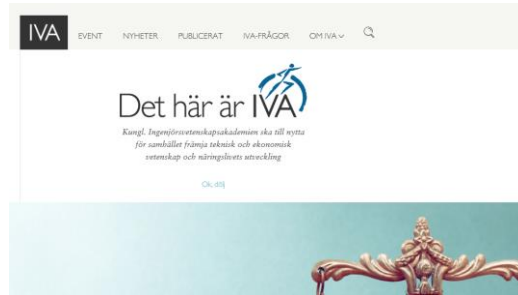 IVA
EVENT NYHETER PUBLICERAT IVA-FRÅGOR OM IVA
Det här är IVA
Kungl. Ingenjörsvetenskapsakademien ska till nytta
för samhället främja teknisk och ekonomisk
vetenskap och näringslivets utveckling
Ok, dölj